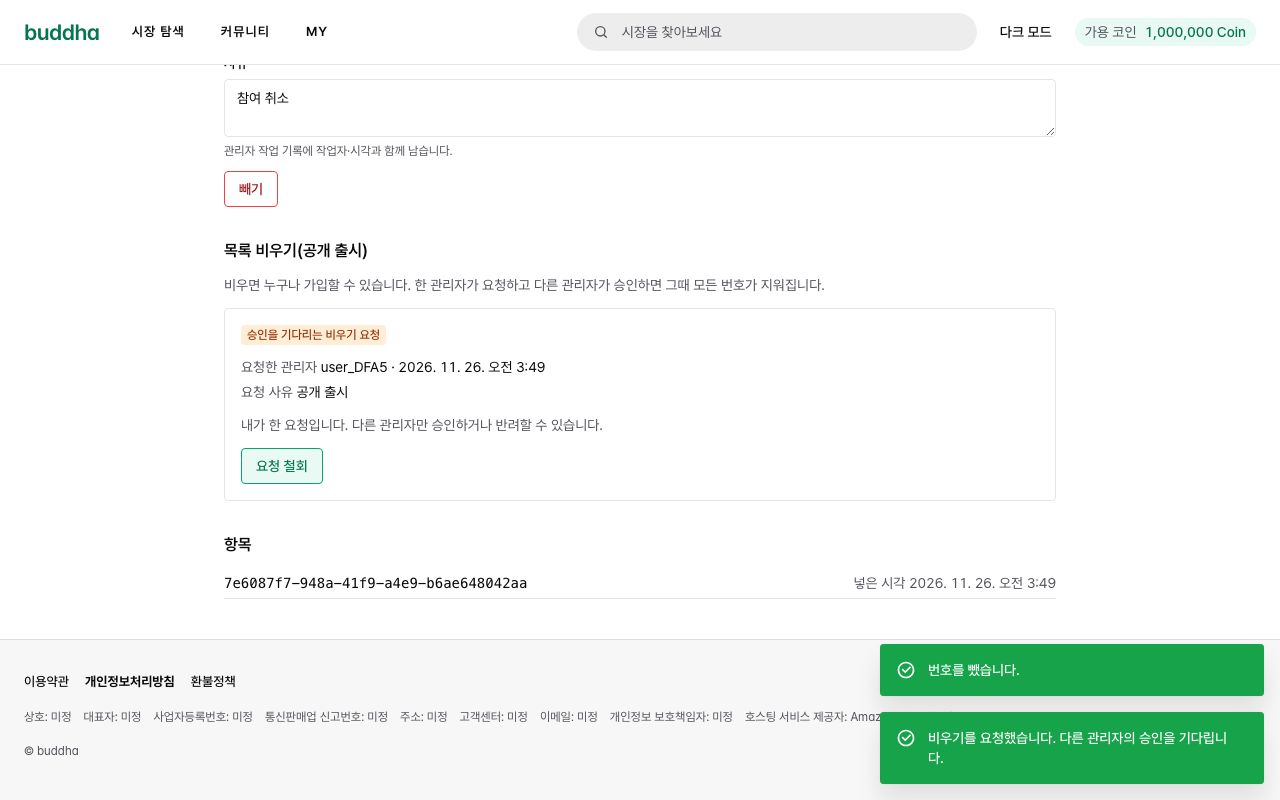 buddha
시장 탐색
커뮤니티
MY
시장을 찾아보세요
다크 모드
가용 코인 1,000,000 Coin
참여 취소
관리자 작업 기록에 작업자·시각과 함께 남습니다.
빼기
목록 비우기(공개 출시)
비우면 누구나 가입할 수 있습니다. 한 관리자가 요청하고 다른 관리자가 승인하면 그때 모든 번호가 지워집니다.
승인을 기다리는 비우기 요청
요청한 관리자 user_DFA5 · 2026. 11. 26. 오전 3:49
요청 사유 공개 출시
내가 한 요청입니다. 다른 관리자만 승인하거나 반려할 수 있습니다.
요청 철회
항목
7e6087f7-948a-41f9-a4e9-b6ae648042aa
넣은 시각 2026. 11. 26. 오전 3:49
이용약관 개인정보처리방침 환불정책
상호: 미정 대표자: 미정 사업자등록번호: 미정 통신판매업 신고번호: 미정 주소: 미정 고객센터: 미정 이메일: 미정 개인정보 보호책임자: 미정 호스팅 서비스 제공자:
© buddha
번호를 뺐습니다.
비우기를 요청했습니다. 다른 관리자의 승인을 기다립니
다.